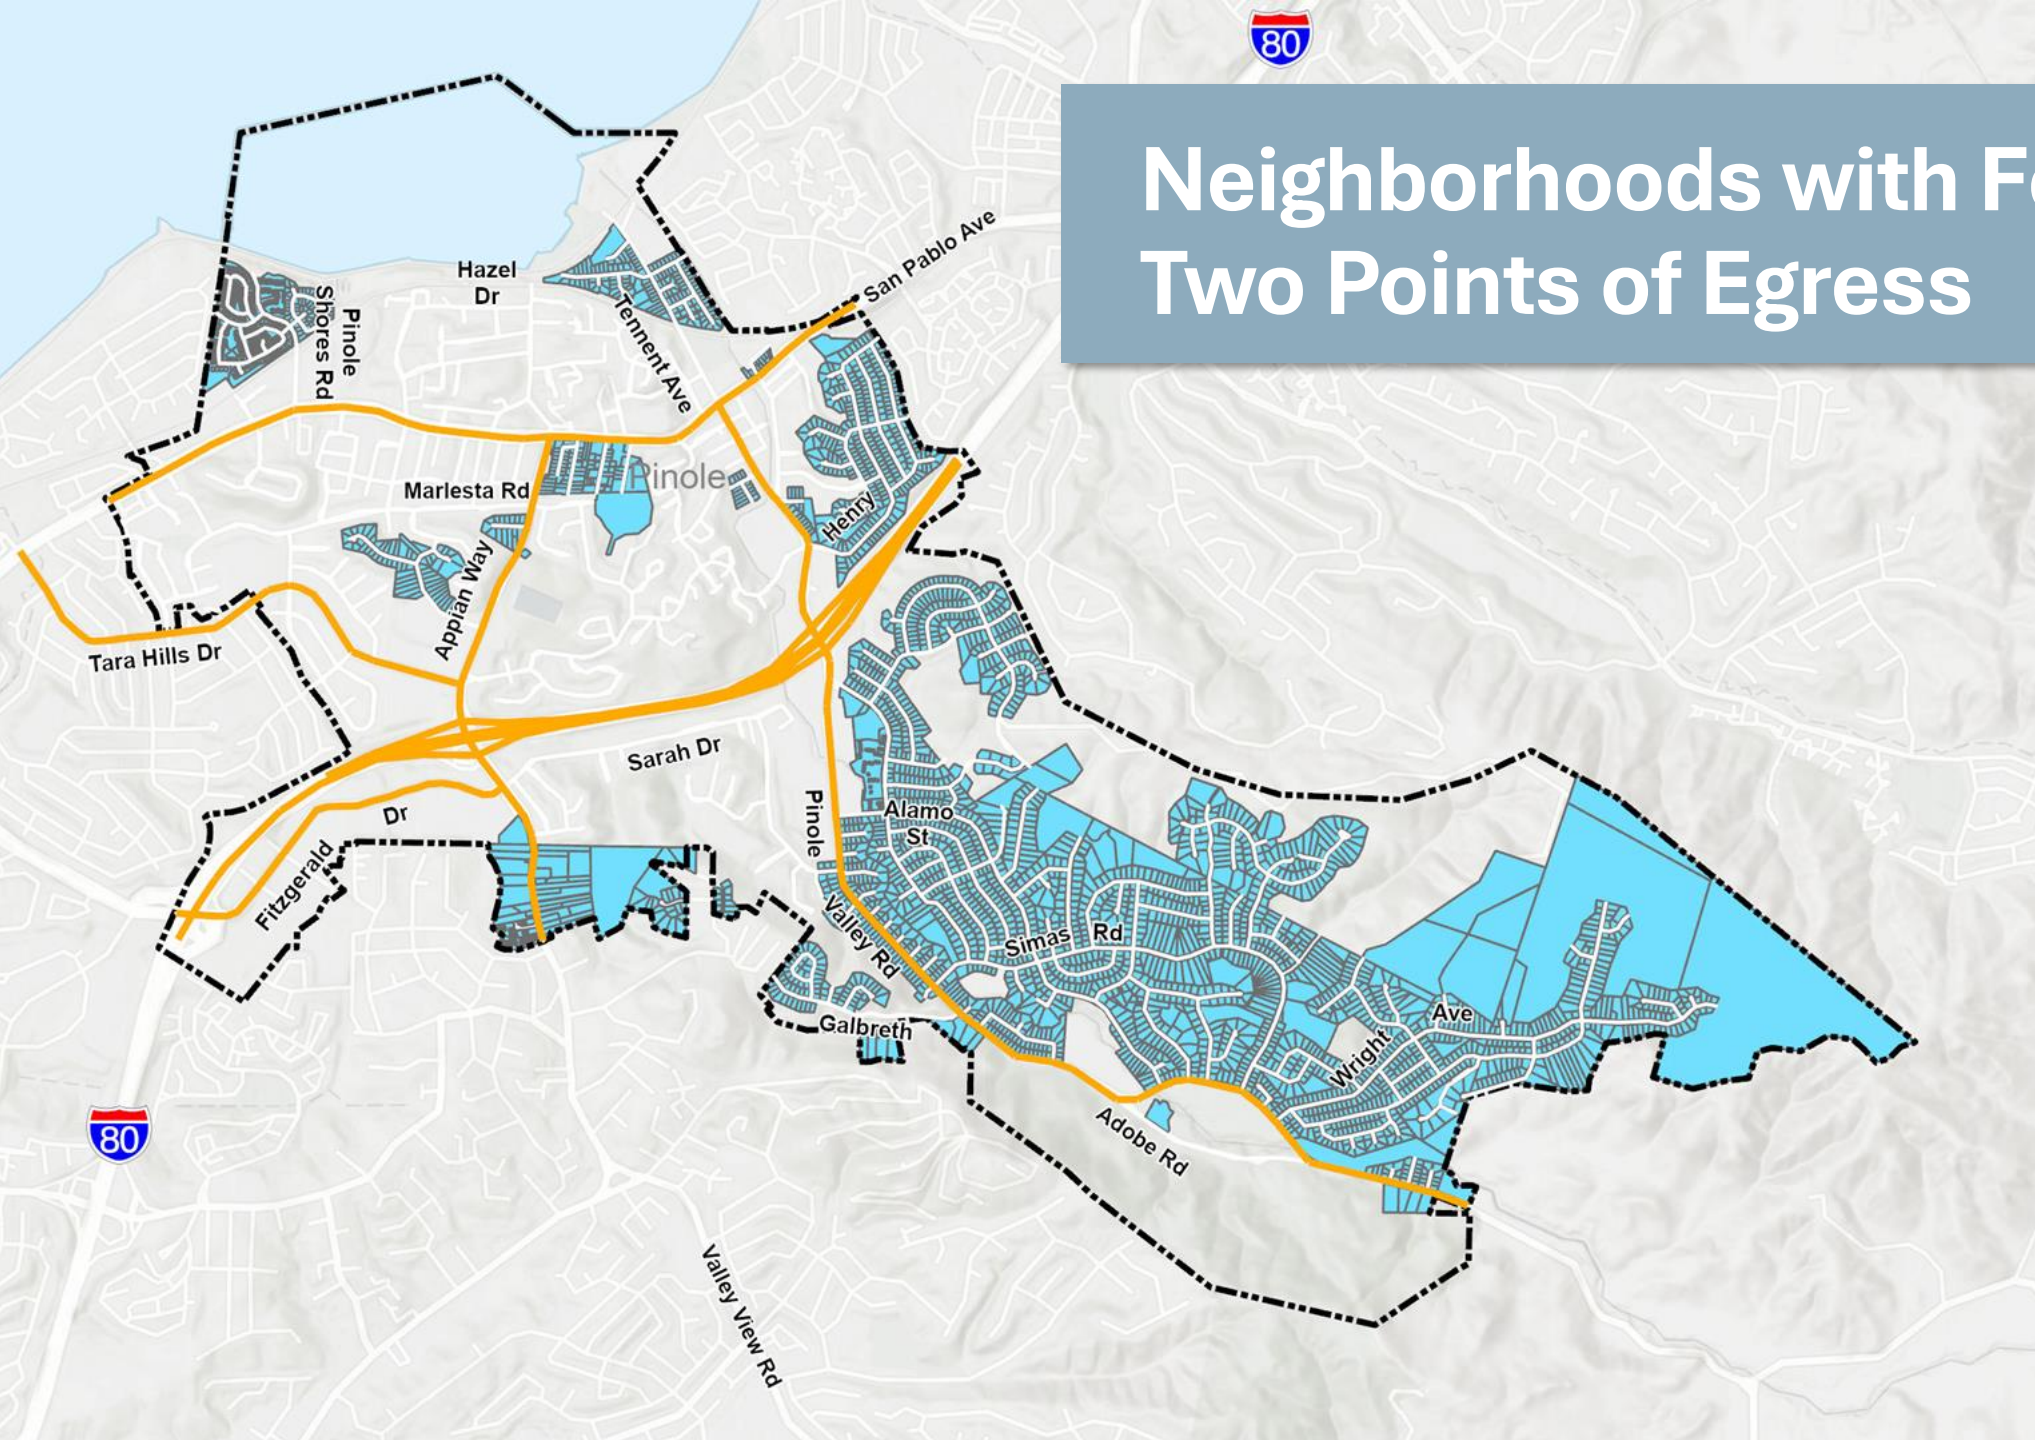 80
Neighborhoods with
Two Points of Egress
San Pablo Ave
Hazel
Dr
Pinole
Shores Rd
Tennent Ave
Pinole
Marlesta Rd
Henry
Appian Way
Tara Hills Dr
Sarah Dr
Pinole
Valley Rd
Alamo
St
Dr
Fitzgerald
Simas Rd
Galbreth
Wright
Ave
Adobe Rd
80
Valley View Rd